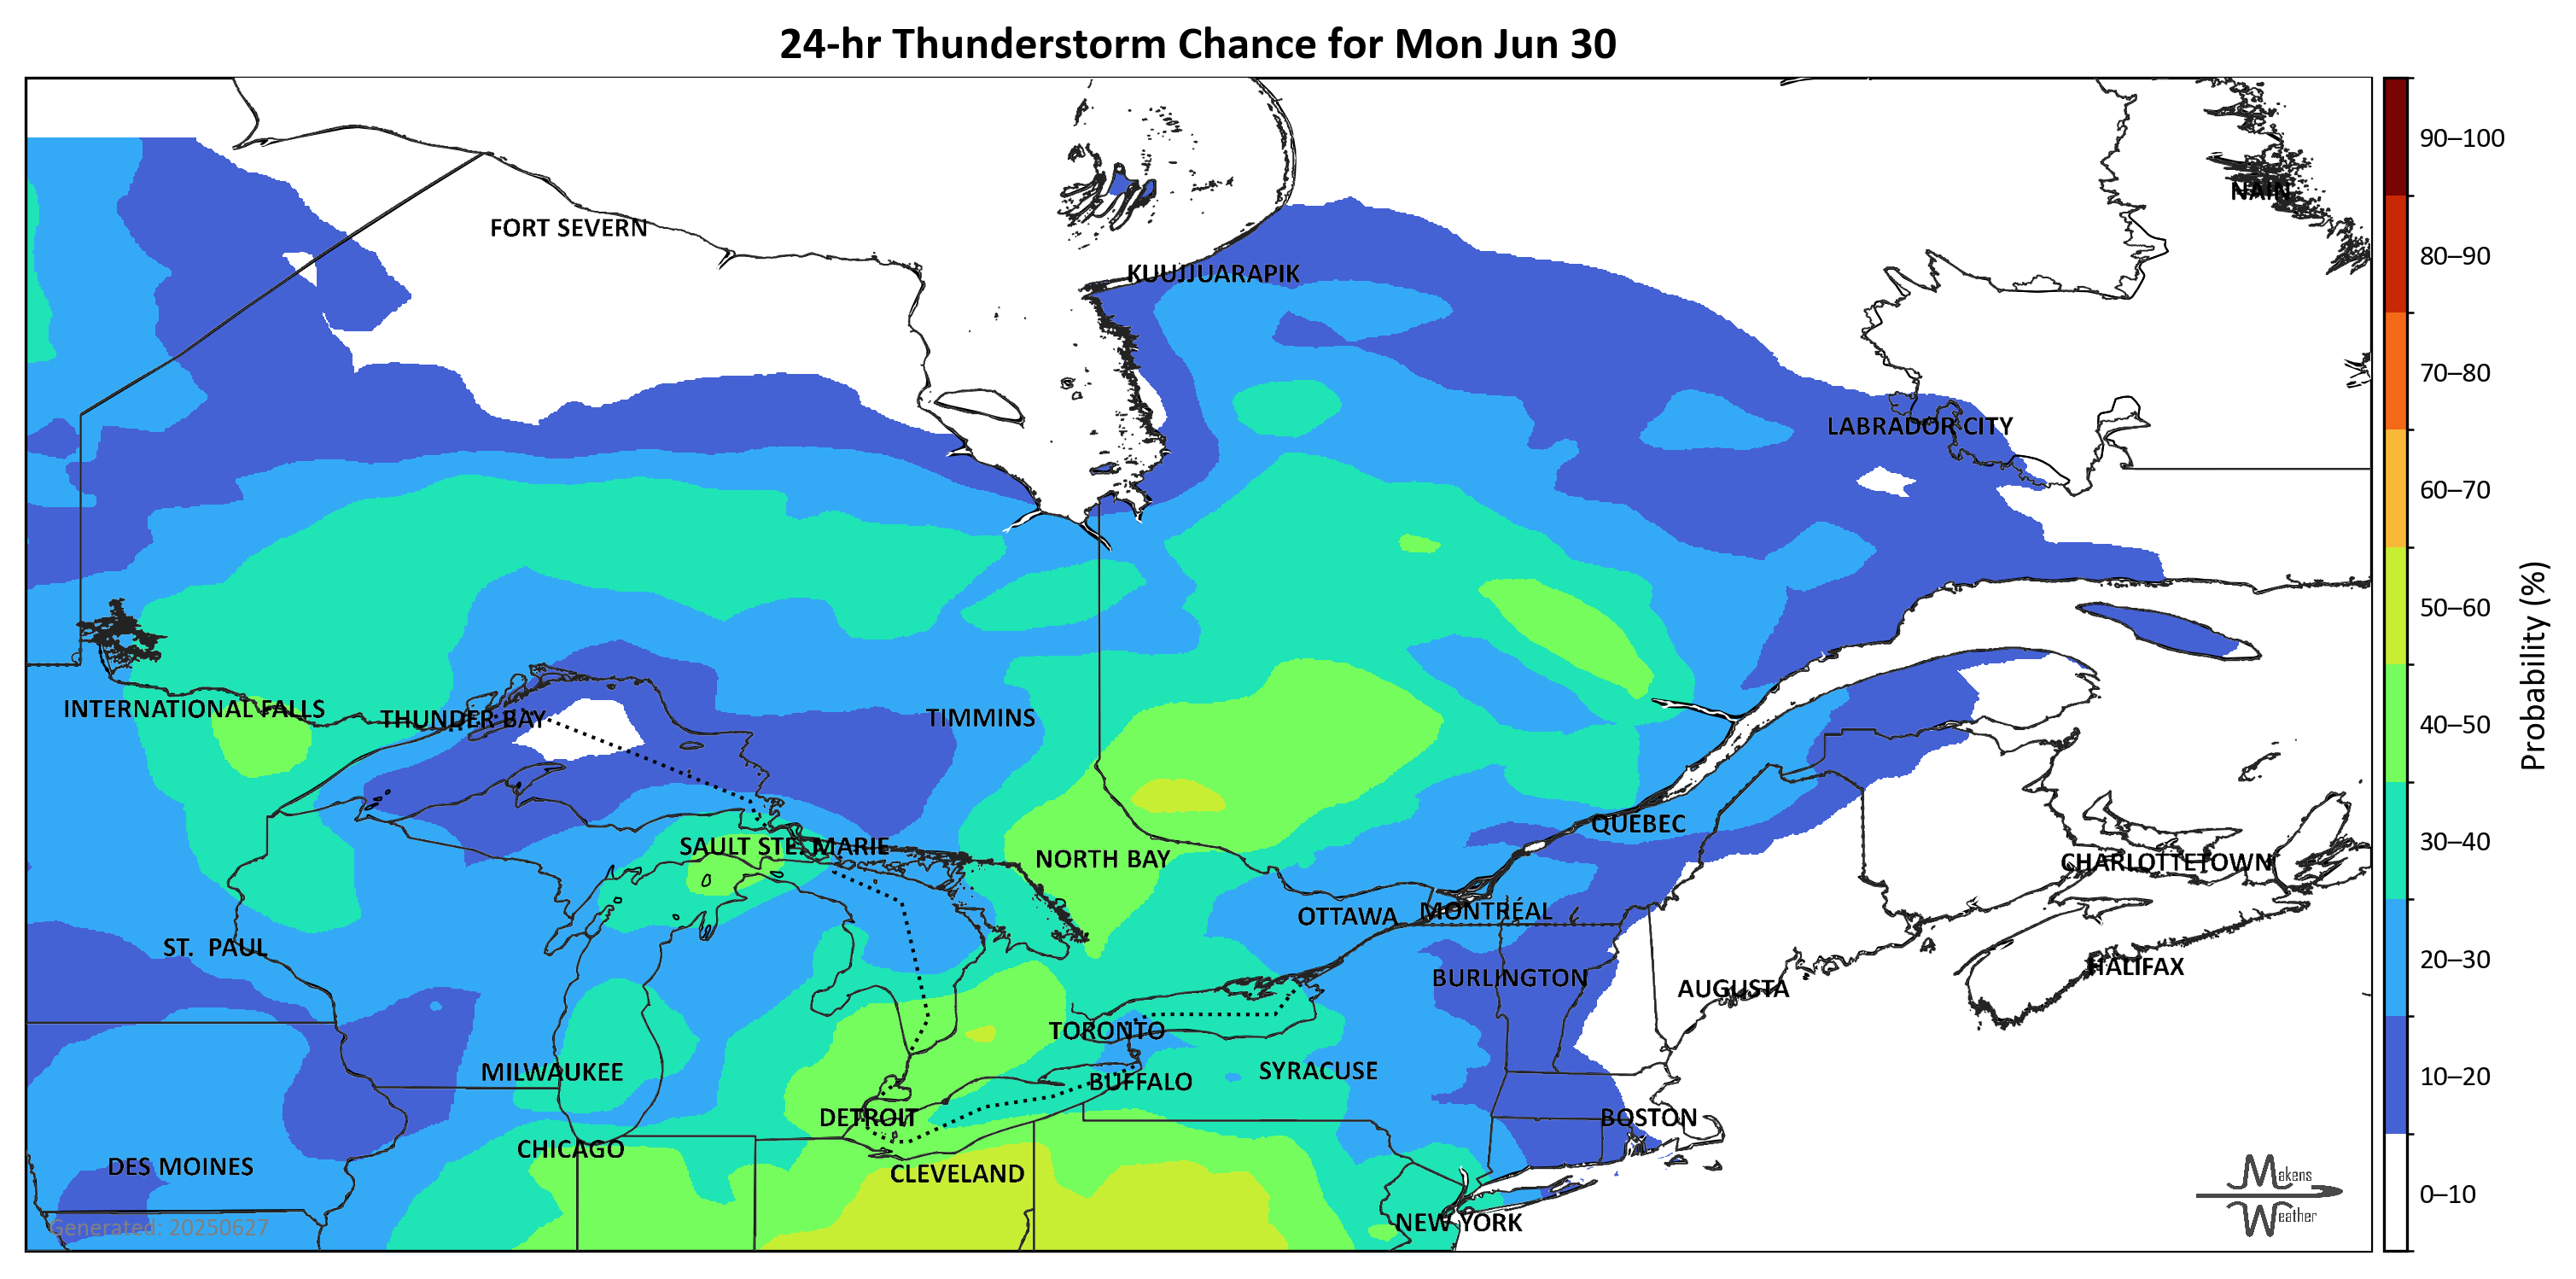 24-hr Thunderstorm Chance for Mon Jun 30
90–100
NAIN
FORT SEVERN
80–90
KUUJJUARAPIK
70–80
LABRADOR CITY
60–70
50–60
Probability (%)
INTERNATIONAL FALLS
THUNDER BAY
TIMMINS
40–50
QUEBEC
SAULT STE. MARIE
NORTH BAY
CHARLOTTETOWN
30–40
OTTAWA
MONTRÉAL
ST. PAUL
HALIFAX
20–30
BURLINGTON
AUGUSTA
TORONTO
MILWAUKEE
BUFFALO
SYRACUSE
10–20
DETROIT
BOSTON
CHICAGO
DES MOINES
CLEVELAND
Makens
Weather
0–10
NEW YORK
Generated: 20250627